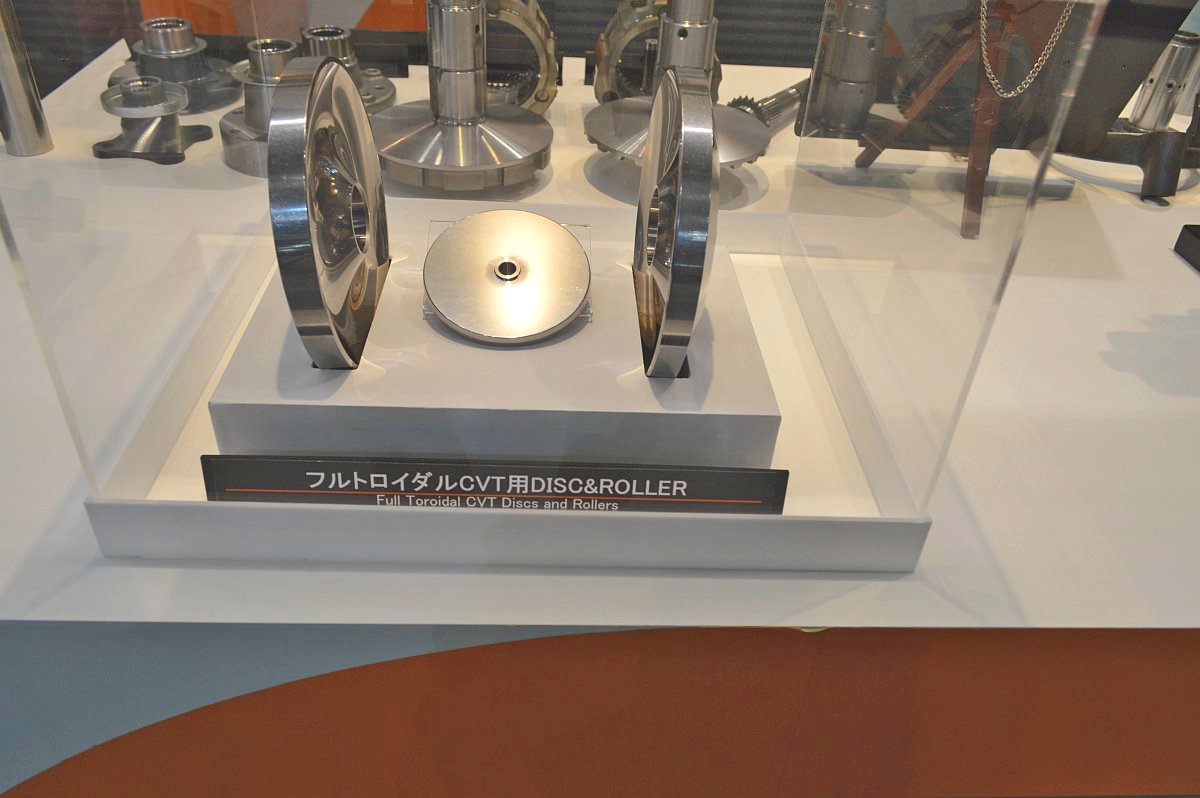 フルトロイダルCVT用DISC&ROLLER
Full Toroidal CVT Discs and Rollers